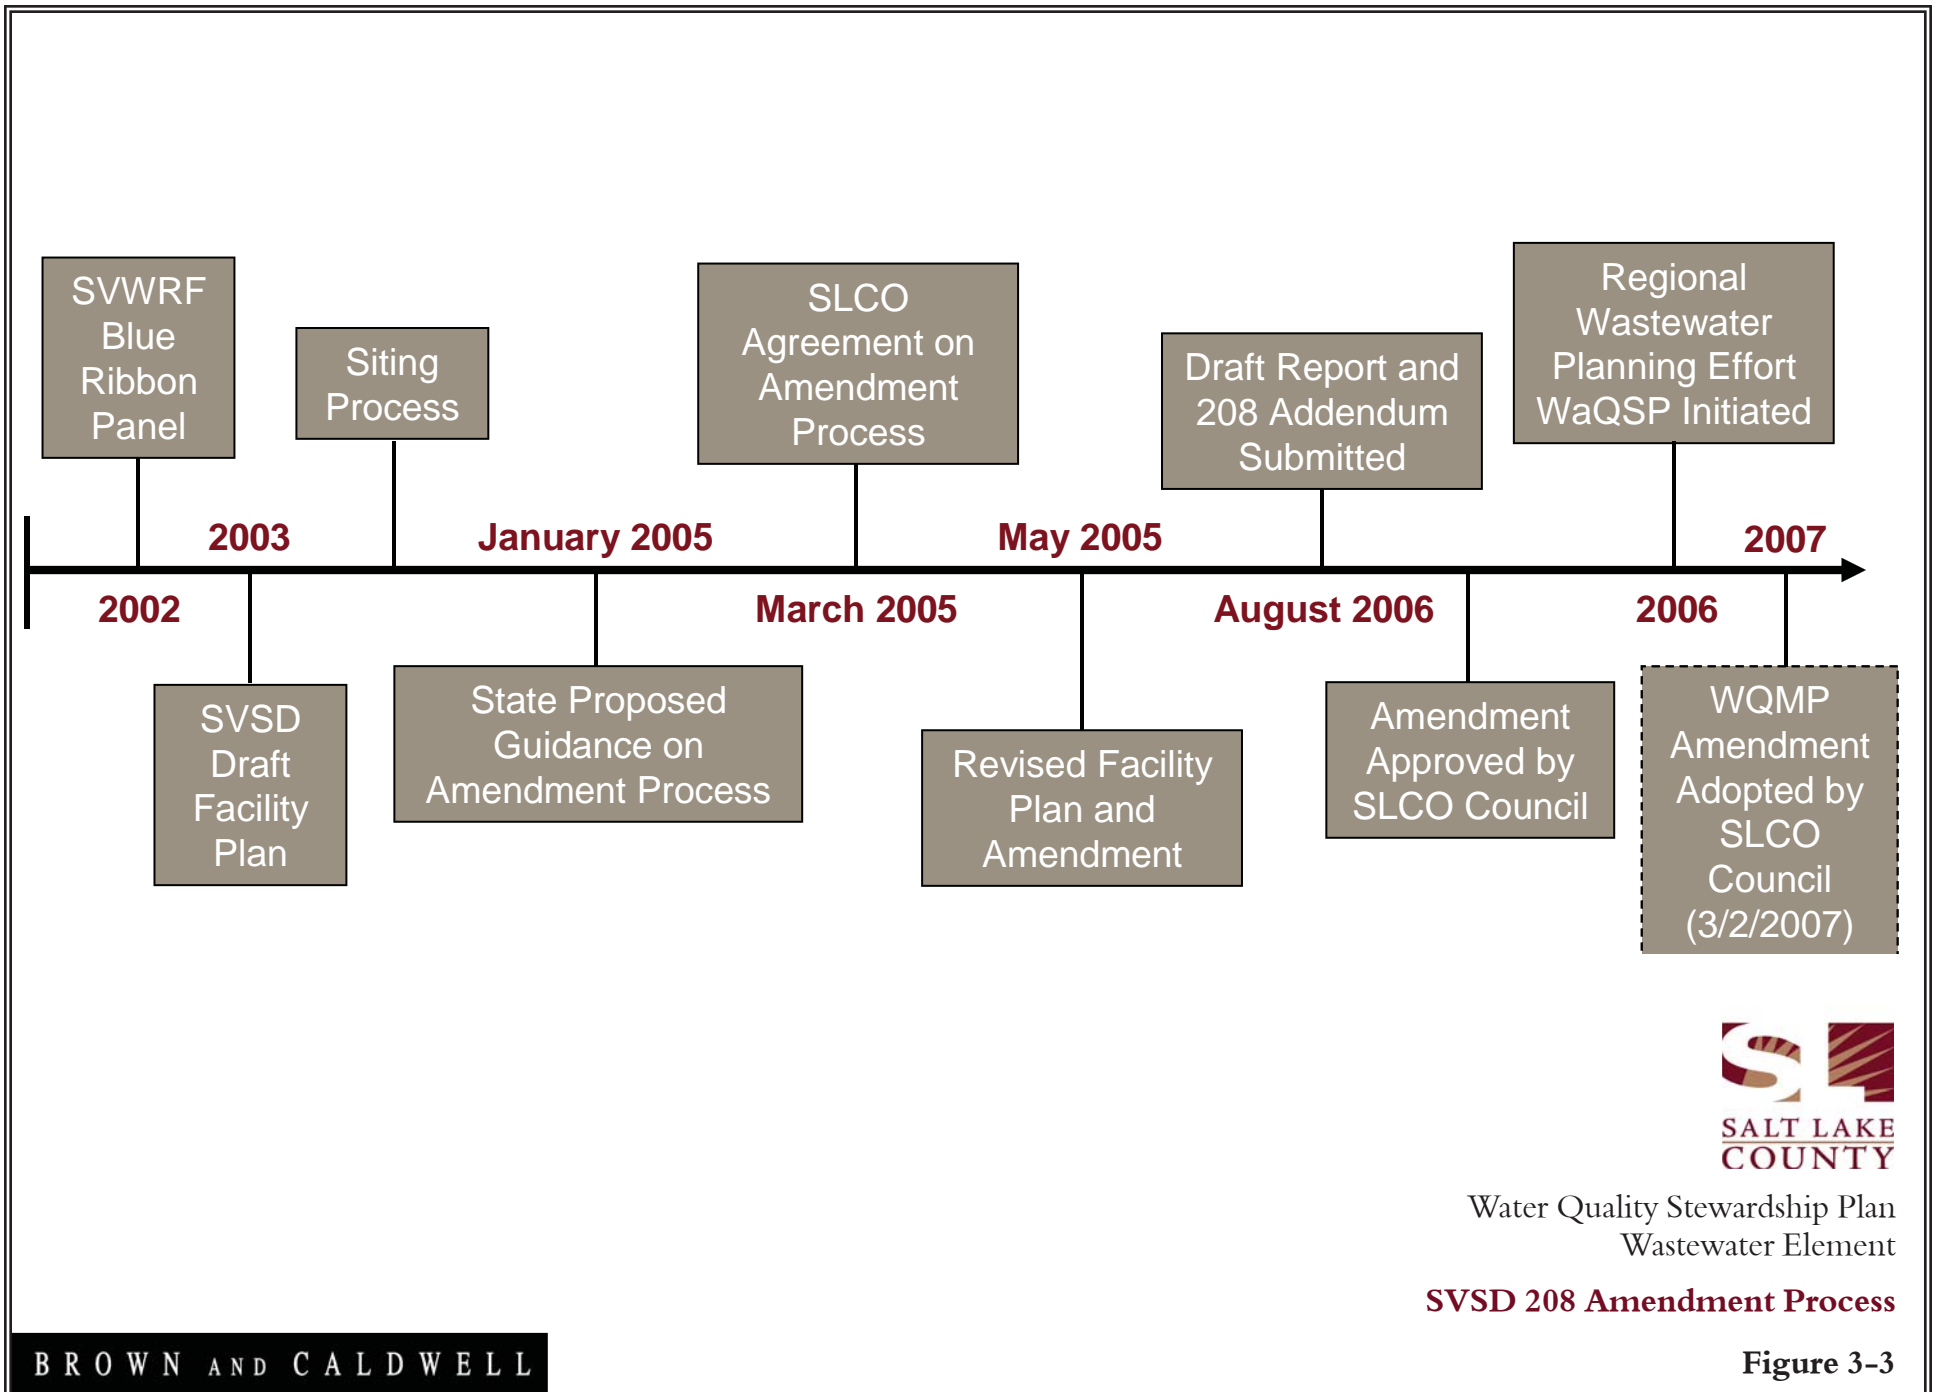 SVWRF
Blue
Ribbon
Panel
Siting
Process
SLCO
Agreement on
Amendment
Process
Draft Report and
208 Addendum
Submitted
Regional
Wastewater
Planning Effort
WaQSP Initiated
2003
January 2005
May 2005
2007
2002
March 2005
August 2006
2006
SVSD
Draft
Facility
Plan
State Proposed
Guidance on
Amendment Process
Revised Facility
Plan and
Amendment
Amendment
Approved by
SLCO Council
WQMP
Amendment
Adopted by
SLCO
Council
(3/2/2007)
SL
SALT LAKE
COUNTY
Water Quality Stewardship Plan
Wastewater Element
SVSD 208 Amendment Process
BROWN AND CALDWELL
Figure 3-3